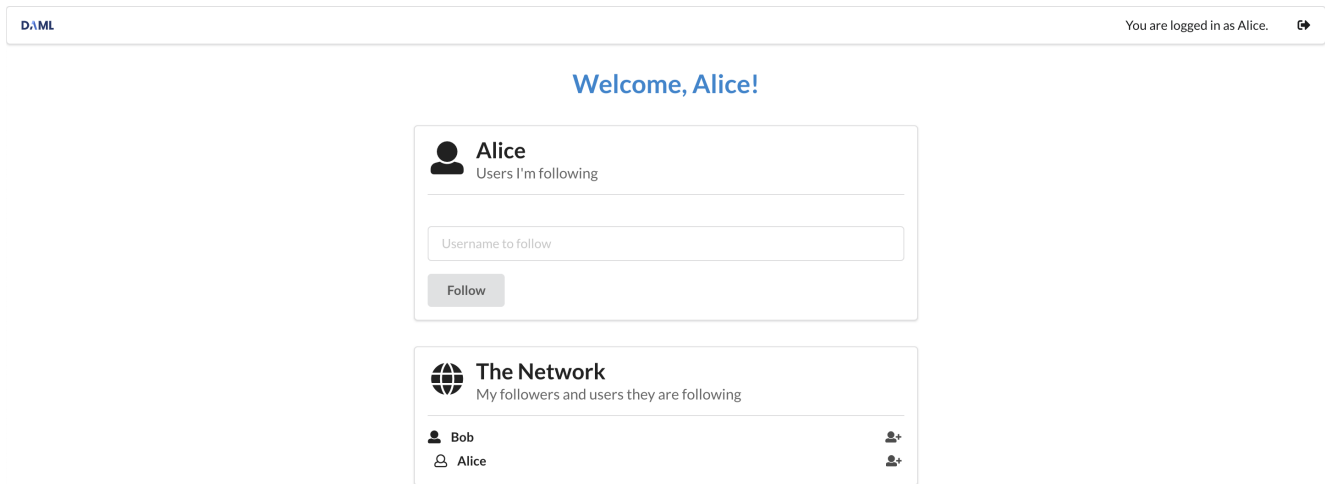 DAML
You are logged in as Alice.
Welcome, Alice!
Alice
Users I'm following
Username to follow
Follow
The Network
My followers and users they are following
Bob
Alice